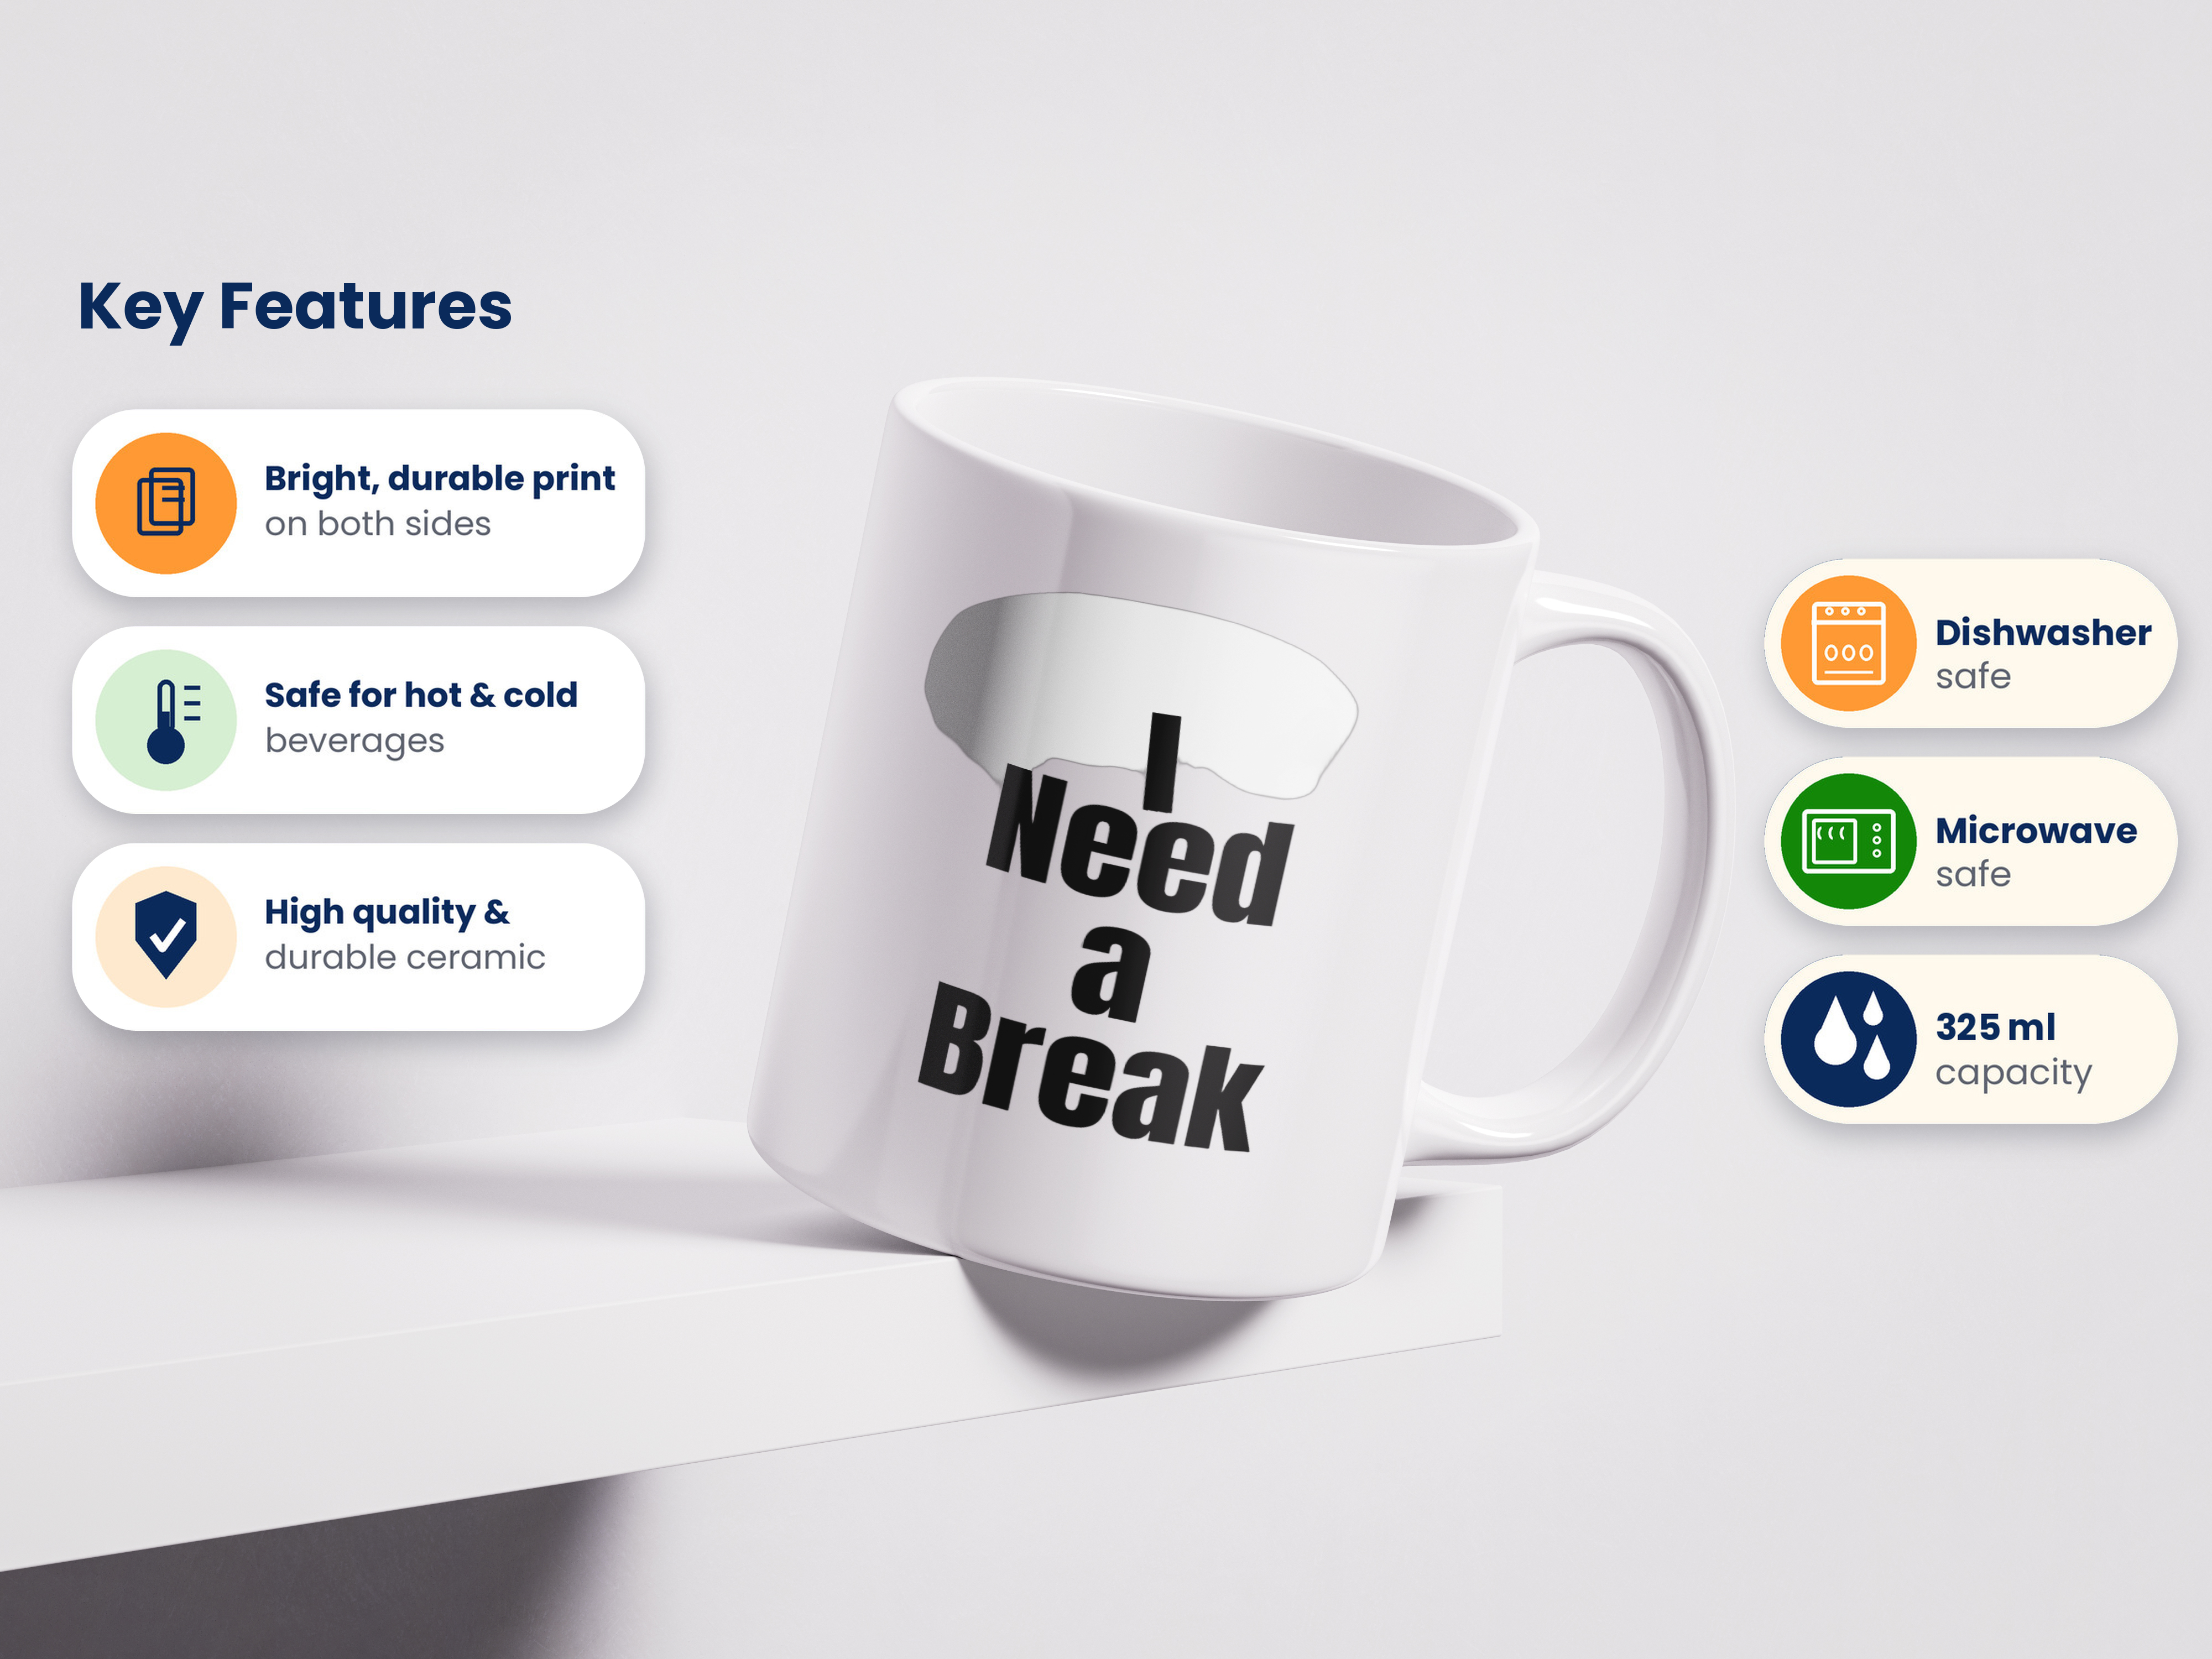 Key Features
Bright, durable print
on both sides
Safe for hot & cold
beverages
High quality &
durable ceramic
I
Need
a
Break
Dishwasher
safe
Microwave
safe
325 ml
capacity